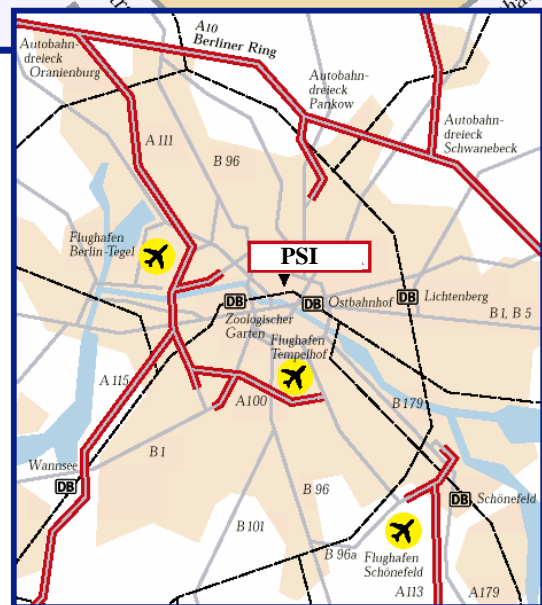 A10
Berliner Ring
Autobahn-
dreieck
Oranienburg
Autobahn-
dreieck
Pankow
Autobahn-
dreieck
Schwanebeck
A 111
B 96
Flughafen
Berlin-Tegel
PSI
DB
Zoologischer
Garten
DB
Ostbahnhof
DB
Lichtenberg
B 1, B 5
Flughafen
Tempelhof
A 115
A100
B 179
Wannsee
DB
B 1
B 96
DB
Schönefeld
B 101
B 96a
Flughafen
Schönefeld
A 113
A179